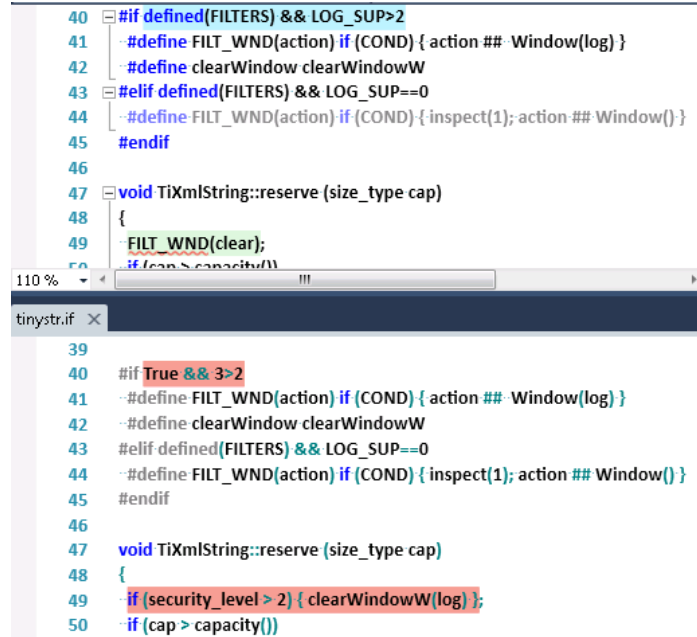 40 #if defined(FILTERS) && LOG_SUP>2
41 #define FILT_WND(action) if (COND) { action ## Window(log) }
42 #define clearWindow clearWindowW
43 #elif defined(FILTERS) && LOG_SUP==0
44 #define FILT_WND(action) if (COND) { inspect(1); action ## Window() }
45 #endif
46
47 void TiXmlString::reserve (size_type cap)
48 {
49 FILT_WND(clear);
50 if (cap > capacity())
110 %
tinystr.if
39
40 #if True && 3>2
41 #define FILT_WND(action) if (COND) { action ## Window(log) }
42 #define clearWindow clearWindowW
43 #elif defined(FILTERS) && LOG_SUP==0
44 #define FILT_WND(action) if (COND) { inspect(1); action ## Window() }
45 #endif
46
47 void TiXmlString::reserve (size_type cap)
48 {
49 if (security_level > 2) { clearWindowW(log) };
50 if (cap > capacity())